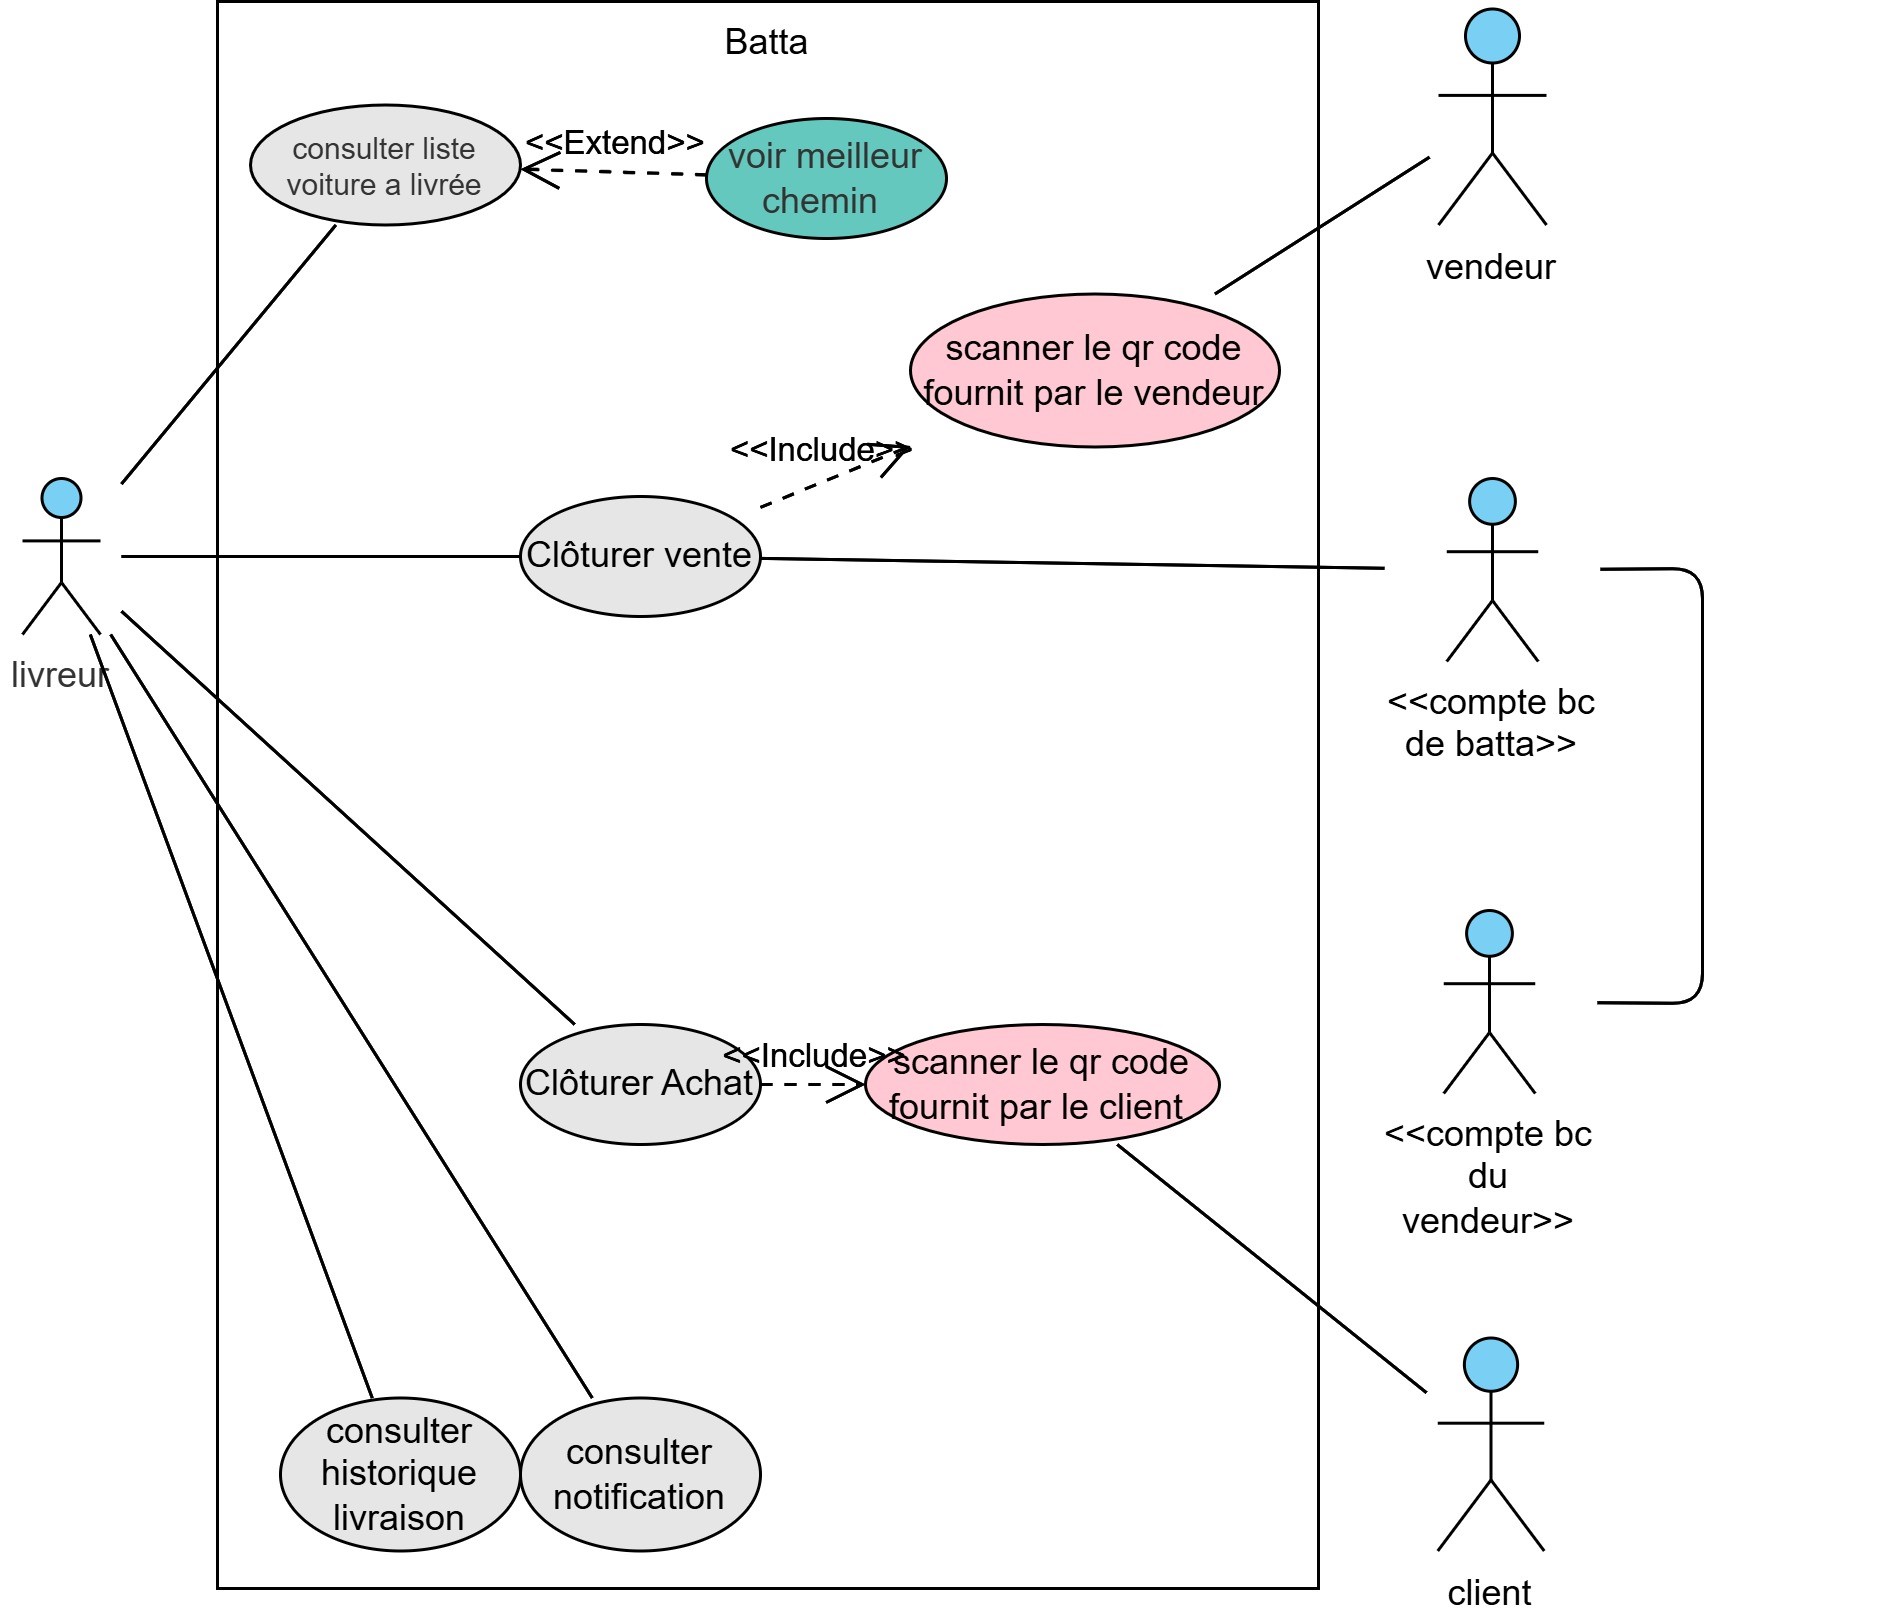 Batta
consulter liste
voiture a livrée
<<Extend>>
voir meilleur
chemin
vendeur
scanner le qr code
fournit par le vendeur
<<Include>>
Clôturer vente
livreur
<<compte bc
de batta>>
Clôturer Achat
<<Include>>
scanner le qr code
fournit par le client
<<compte bc
du
vendeur>>
consulter
historique
livraison
consulter
notification
client